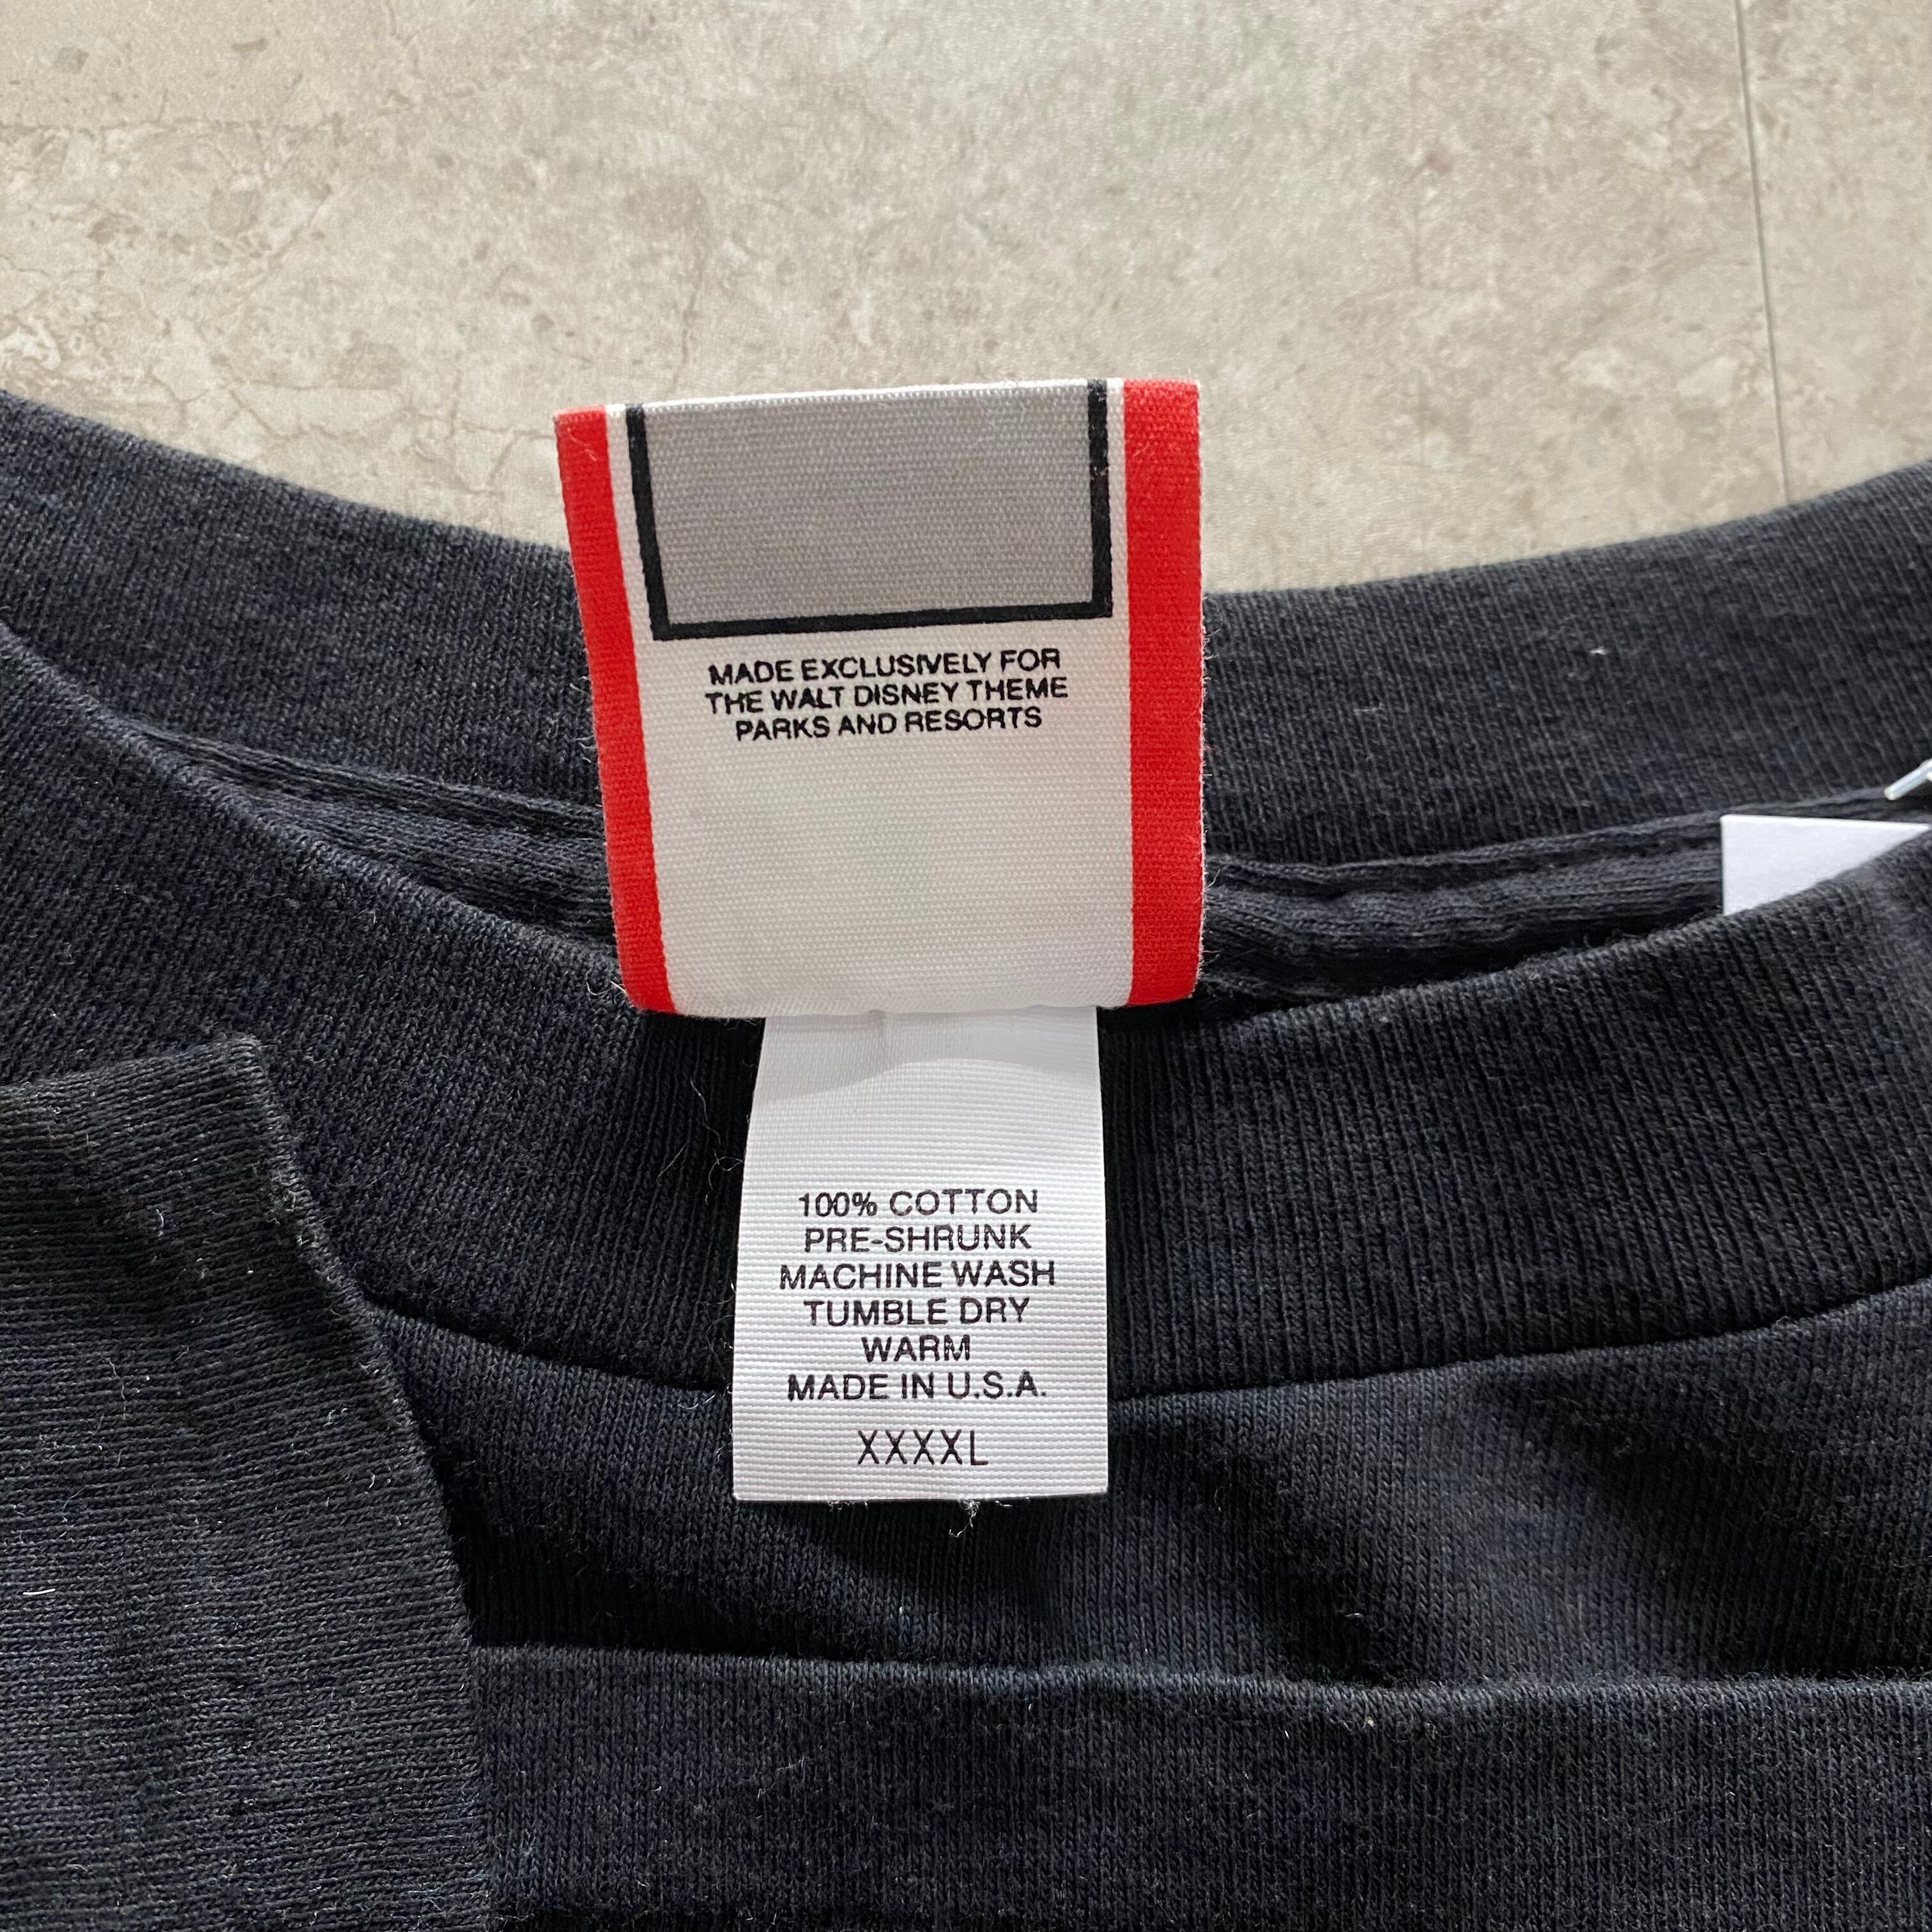 MADE EXCLUSIVELY FOR
THE WALT DISNEY THEME
PARKS AND RESORTS
100% COTTON
PRE-SHRUNK
MACHINE WASH
TUMBLE DRY
WARM
MADE IN U.S.A.
XXXXL